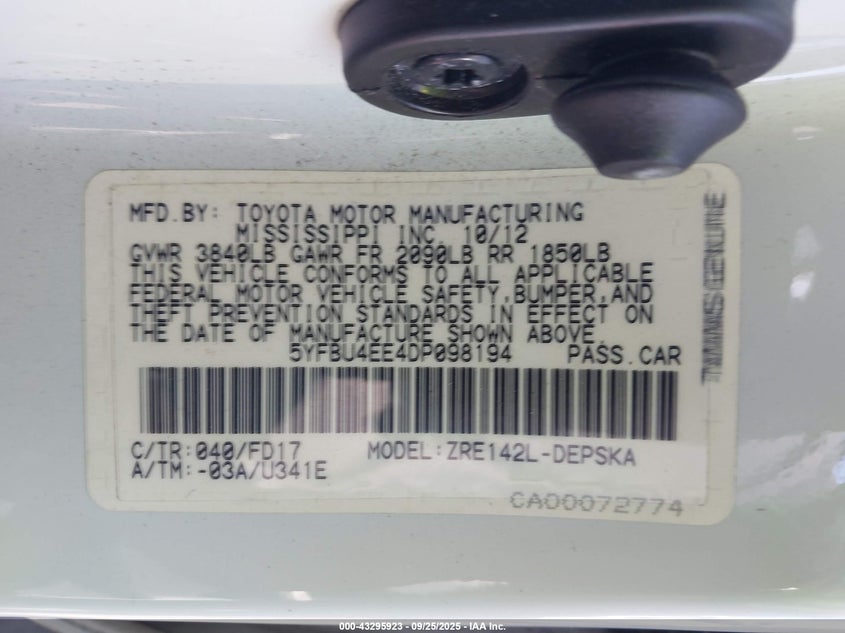 MFD.BY: TOYOTA MOTOR MANUFACTURING
MISSISSIPPI INC. 10/12
GVWR 3840LB GAWR FR 2090LB RR 1850LB
THIS VEHICLE CONFORMS TO ALL APPLICABLE
FEDERAL MOTOR VEHICLE SAFETY,BUMPER,AND
THEFT PREVENTION STANDARDS IN EFFECT ON
THE DATE OF MANUFACTURE SHOWN ABOVE.
5YFBU4EE4DP098194 PASS.CAR
C/TR:040/FD17 MODEL:ZRE142L-DEPSKA
A/TM:-03A/U341E
CA00072774
GENUINE
000-43295923 - 09/25/2025 - IAA Inc.